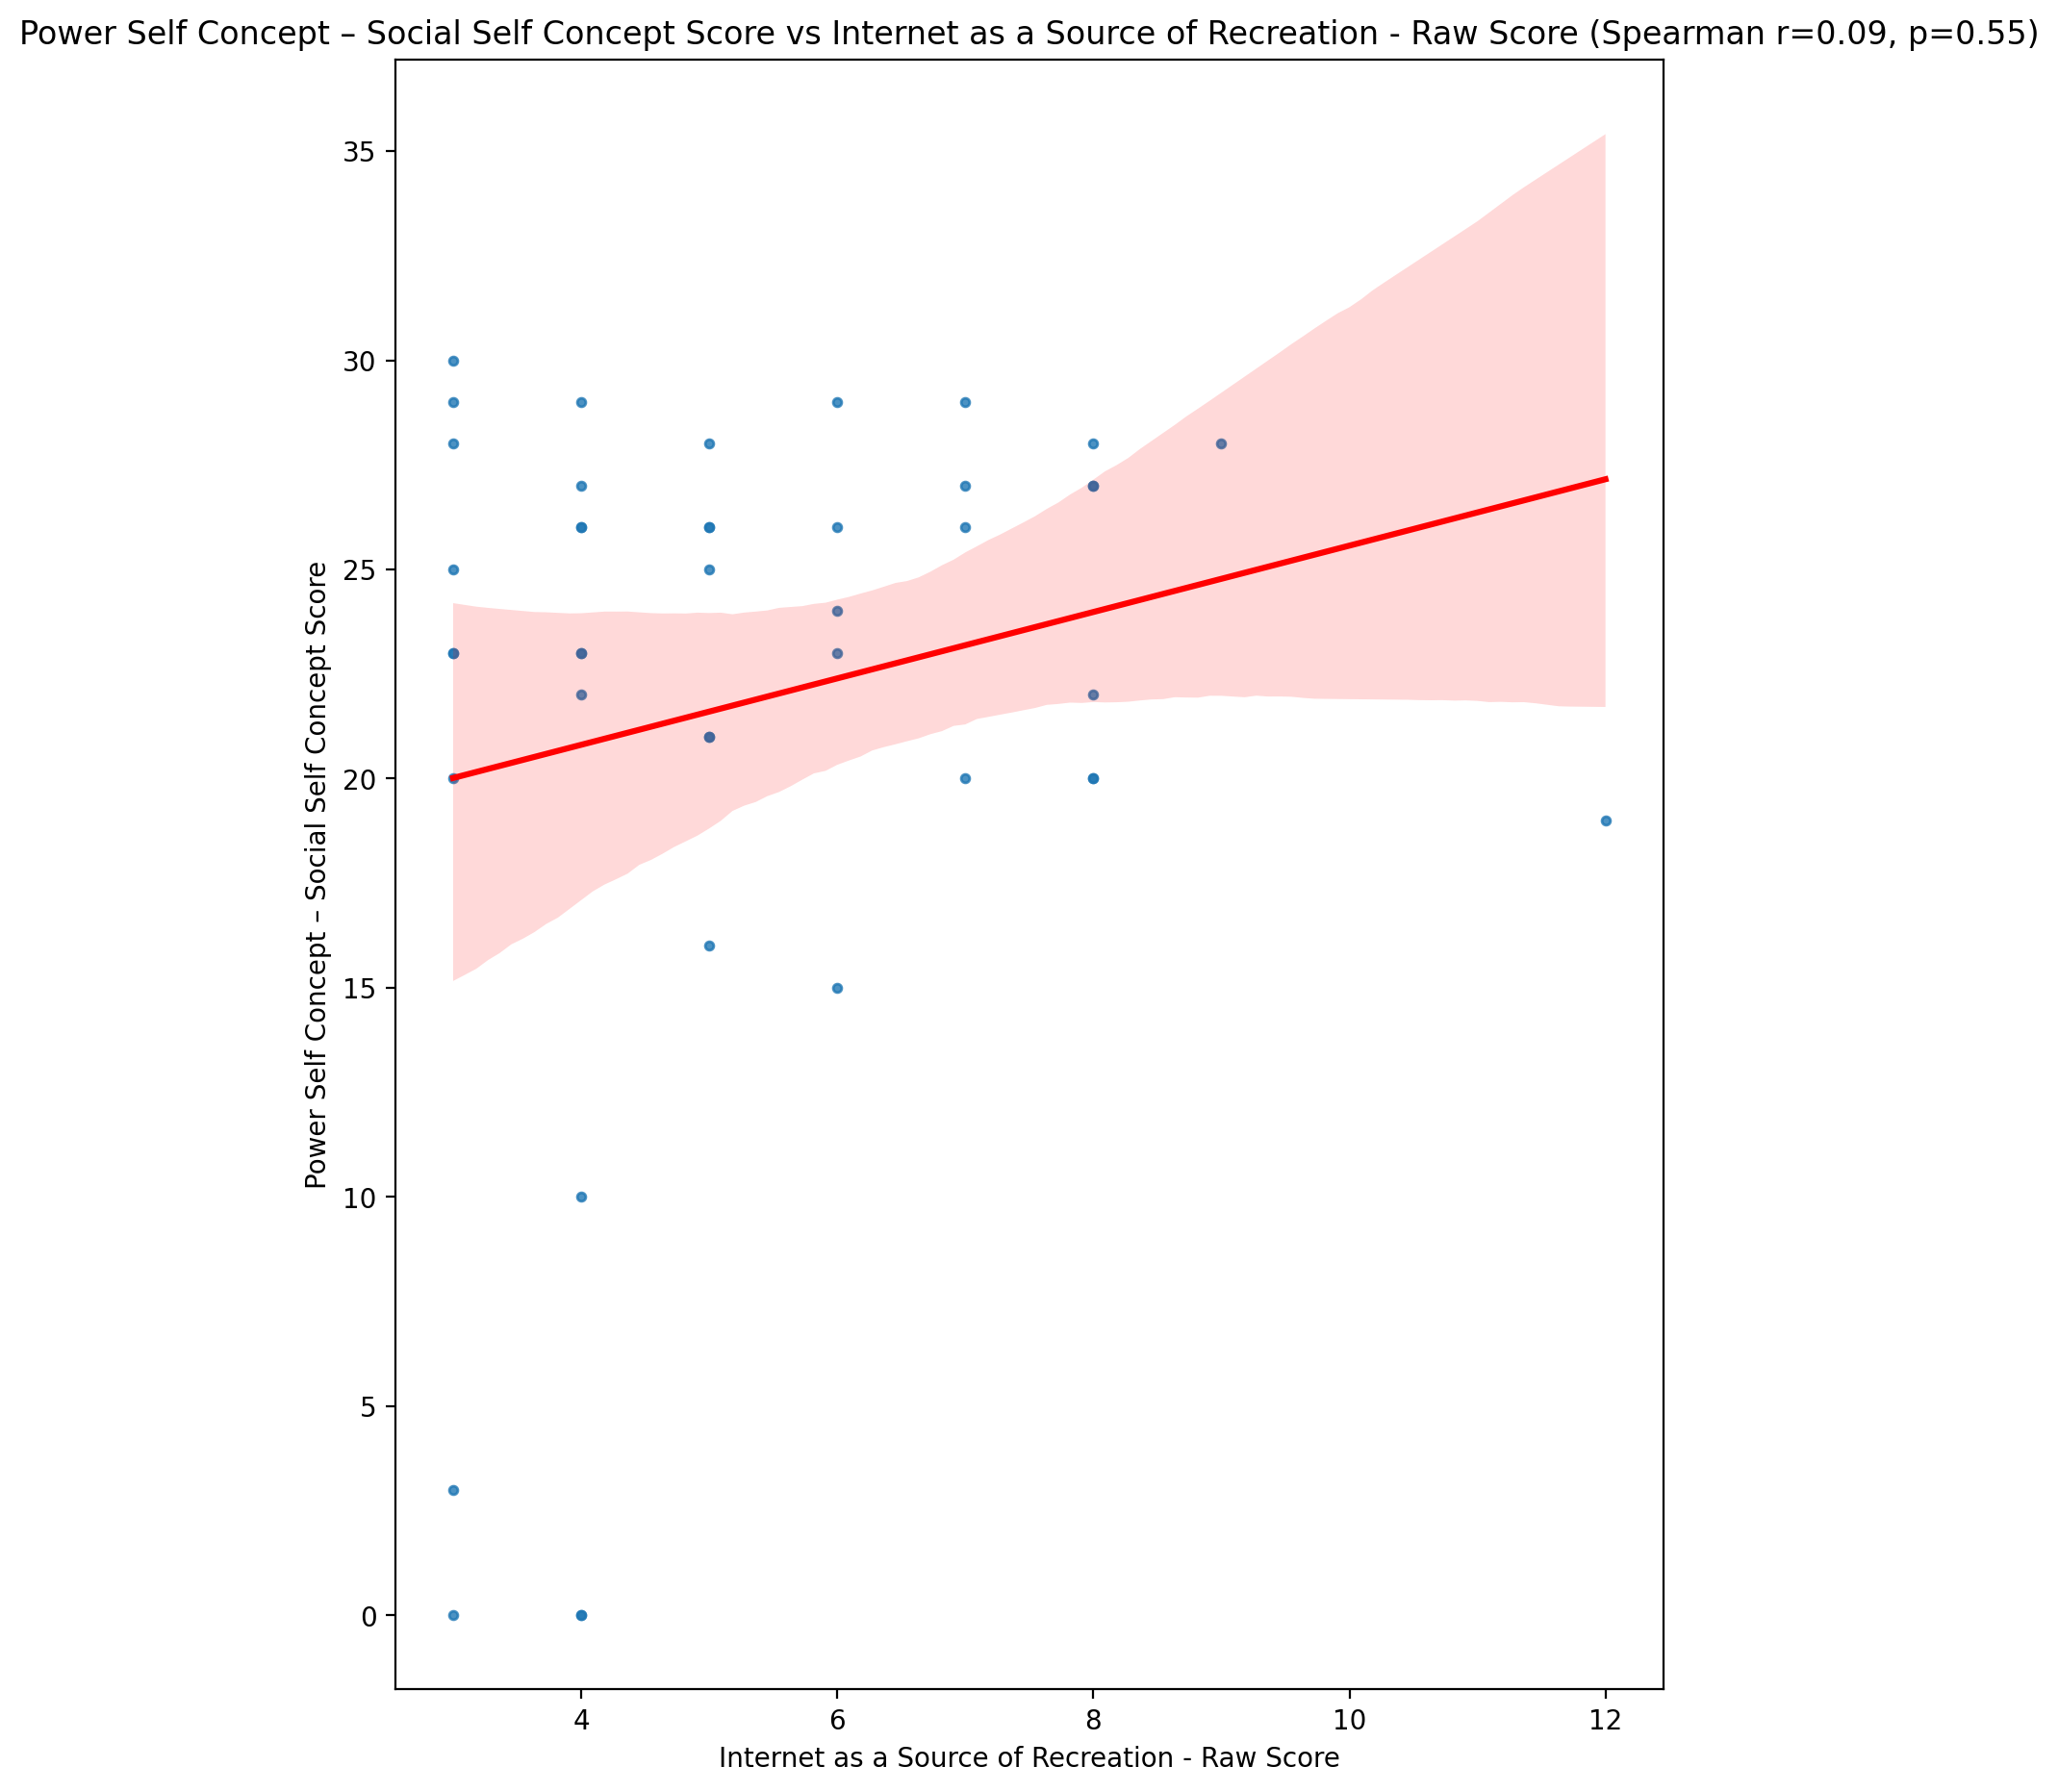 Power Self Concept – Social Self Concept Score vs Internet as a Source of Recreation - Raw Score (Spearman r=0.09, p=0.55)
35
30
25
20
15
10
5
0
Power Self Concept – Social Self Concept Score
4 6 8 10 12
Internet as a Source of Recreation - Raw Score